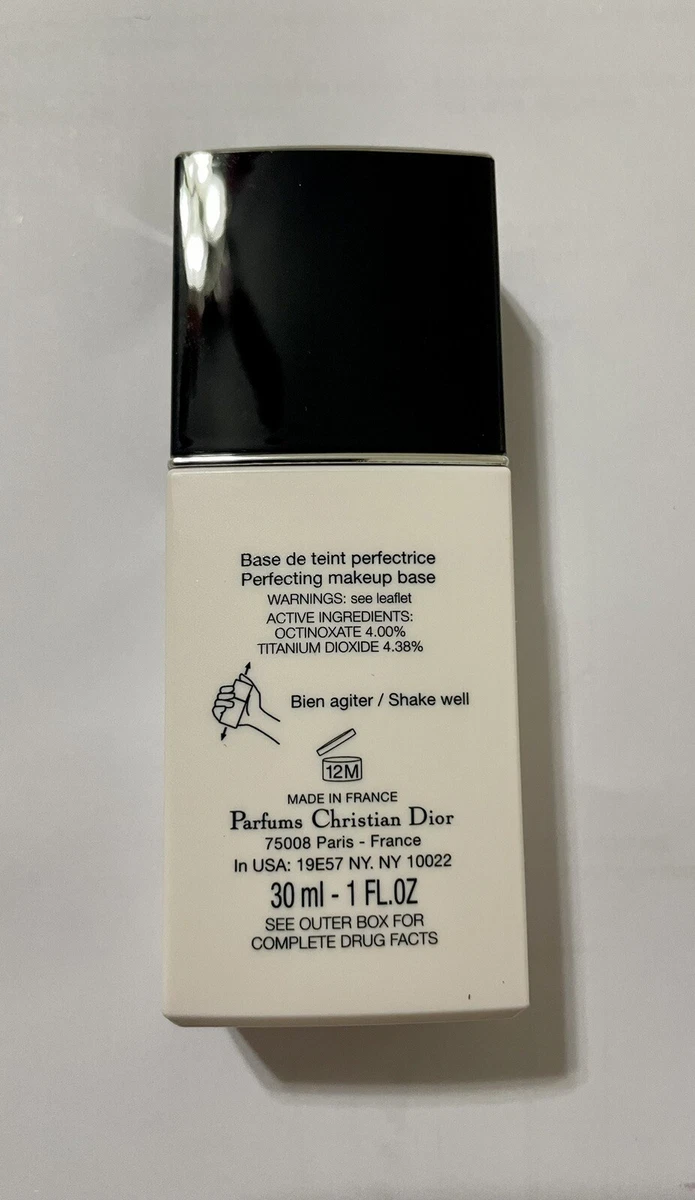 Base de teint perfectrice
Perfecting makeup base
WARNINGS: see leaflet
ACTIVE INGREDIENTS:
OCTINOXATE 4.00%
TITANIUM DIOXIDE 4.38%
Bien agiter / Shake well
12M
MADE IN FRANCE
Parfums Christian Dior
75008 Paris - France
In USA: 19E57 NY. NY 10022
30 ml - 1 FL.OZ
SEE OUTER BOX FOR
COMPLETE DRUG FACTS